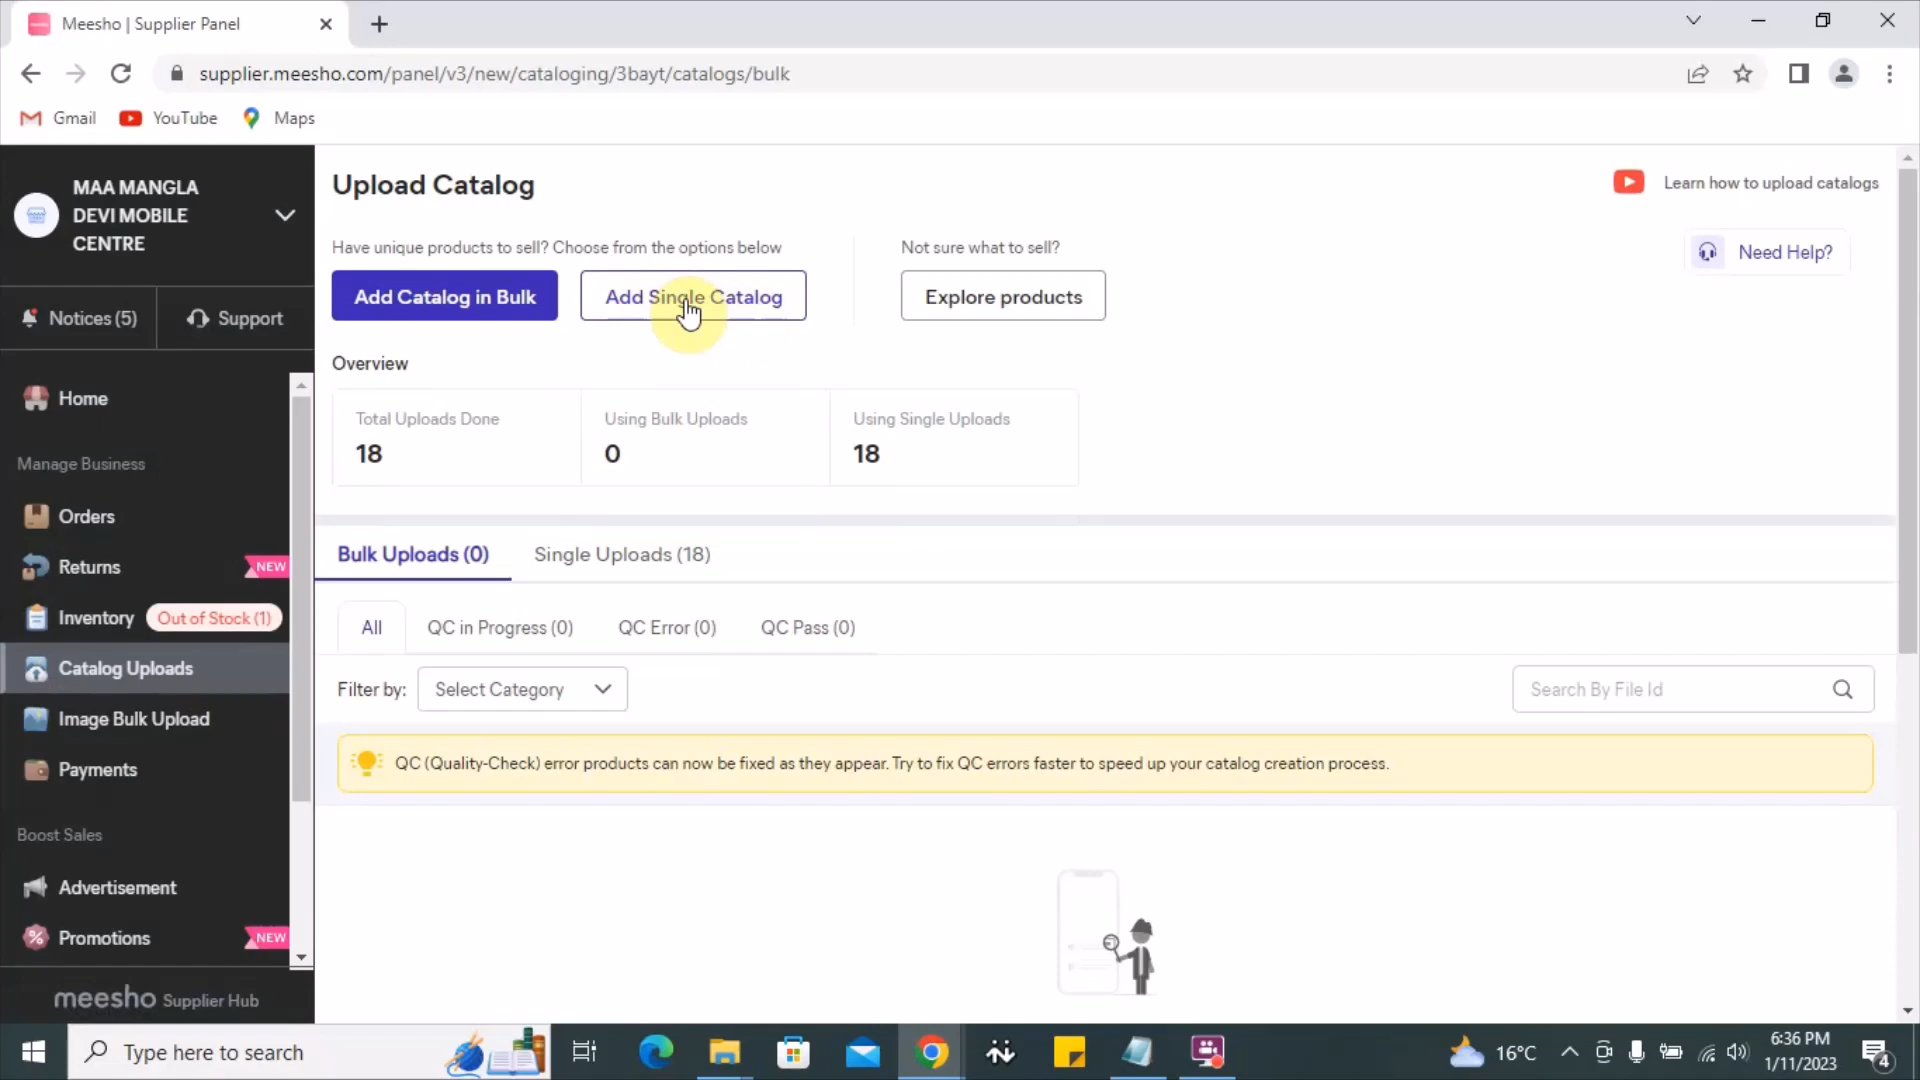 Meesho | Supplier Panel
supplier.meesho.com/panel/v3/new/cataloging/3bayt/catalogs/bulk
Gmail YouTube Maps
MAA MANGLA
DEVI MOBILE
CENTRE
Notices (5) Support
Home
Manage Business
Orders
Returns NEW
Inventory Out of Stock (1)
Catalog Uploads
Image Bulk Upload
Payments
Boost Sales
Advertisement
Promotions NEW
meesho Supplier Hub
Upload Catalog
Learn how to upload catalogs
Have unique products to sell? Choose from the options below
Not sure what to sell?
Need Help?
Add Catalog in Bulk
Add Single Catalog
Explore products
Overview
Total Uploads Done
18
Using Bulk Uploads
0
Using Single Uploads
18
Bulk Uploads (0) Single Uploads (18)
All QC in Progress (0) QC Error (0) QC Pass (0)
Filter by: Select Category
Search By File Id
QC (Quality-Check) error products can now be fixed as they appear. Try to fix QC errors faster to speed up your catalog creation process.
Type here to search
16°C
6:36 PM
1/11/2023
4